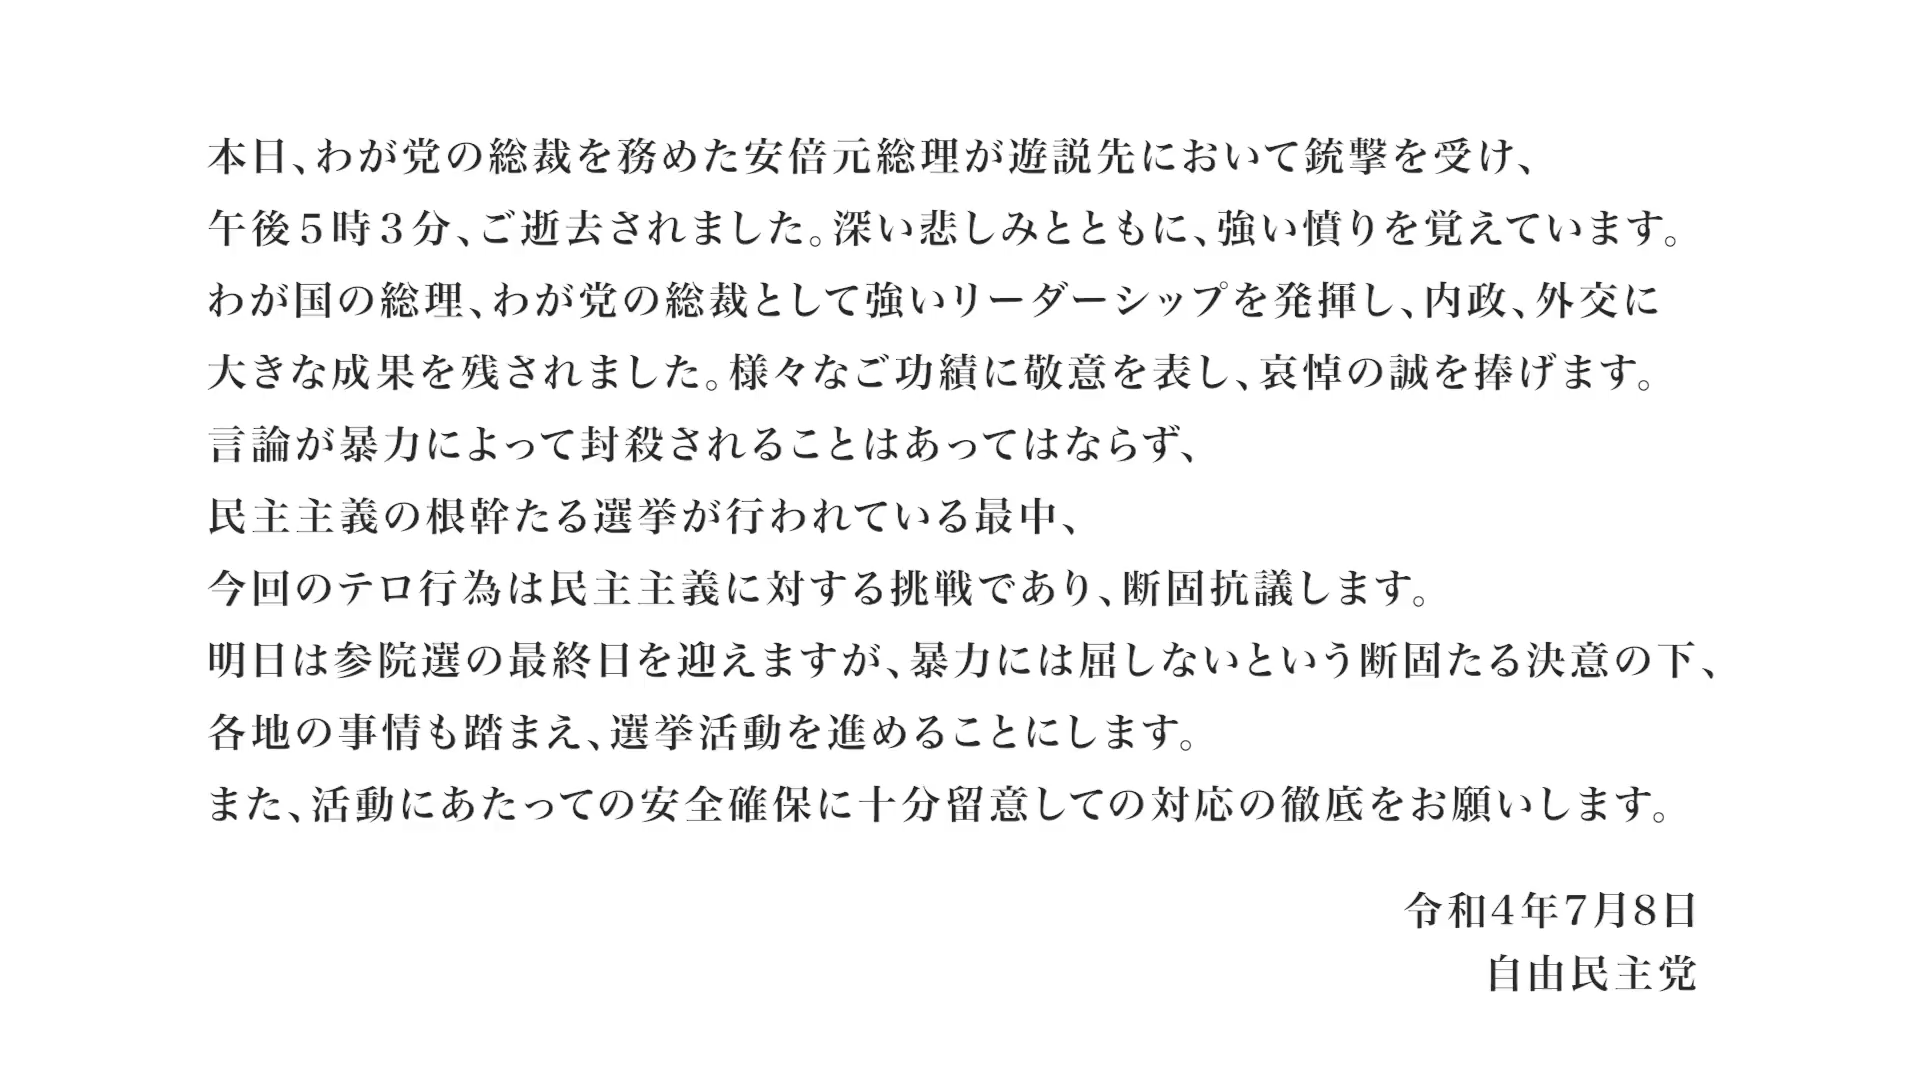 本日、わが党の総裁を務めた安倍元総理が遊説先において銃撃を受け、
午後５時３分、ご逝去されました。深い悲しみとともに、強い憤りを覚えています。
わが国の総理、わが党の総裁として強いリーダーシップを発揮し、内政、外交に
大きな成果を残されました。様々なご功績に敬意を表し、哀悼の誠を捧げます。
言論が暴力によって封殺されることはあってはならず、
民主主義の根幹たる選挙が行われている最中、
今回のテロ行為は民主主義に対する挑戦であり、断固抗議します。
明日は参院選の最終日を迎えますが、暴力には屈しないという断固たる決意の下、
各地の事情も踏まえ、選挙活動を進めることにします。
また、活動にあたっての安全確保に十分留意しての対応の徹底をお願いします。
令和4年7月8日
自由民主党